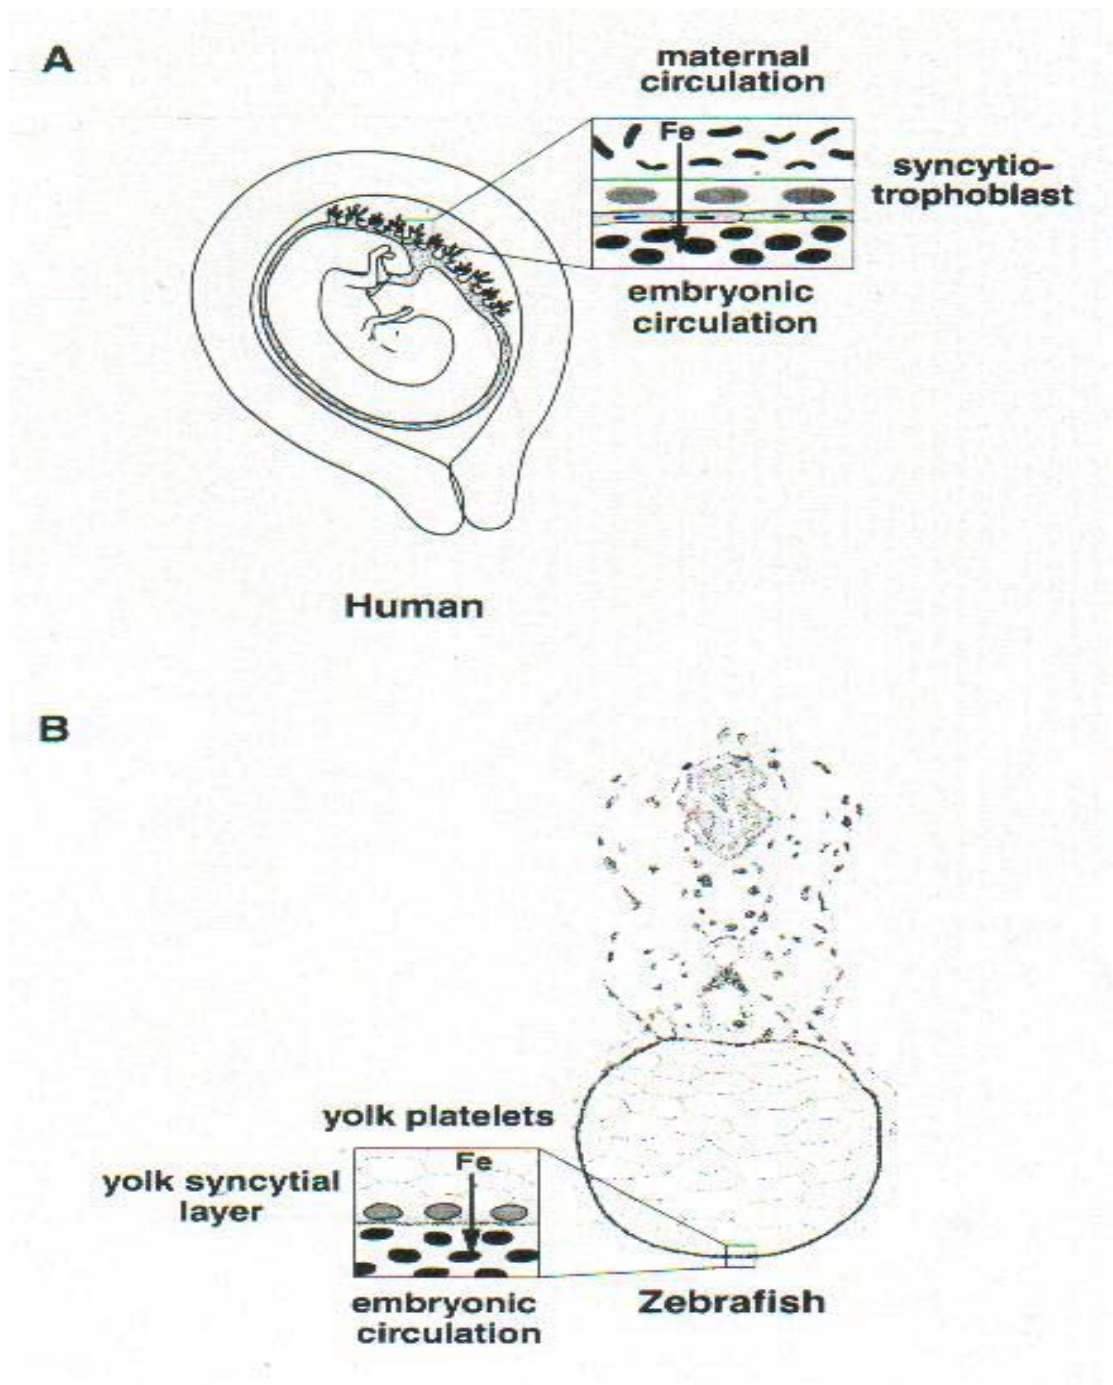 A
maternal
circulation
Fe
syncytio-
trophoblast
embryonic
circulation
Human
B
yolk platelets
Fe
yolk syncytial
layer
embryonic
circulation
Zebrafish